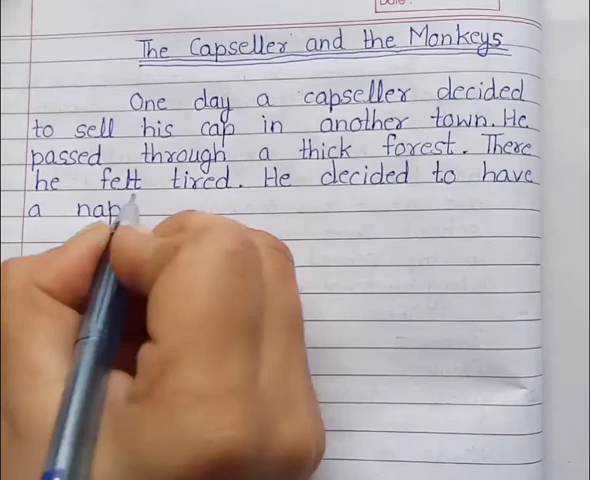 Date:
The Capseller and the Monkeys
One day a capseller decided
to sell his cap in another town. He
passed through a thick forest. There
he felt tired. He decided to have
a nap